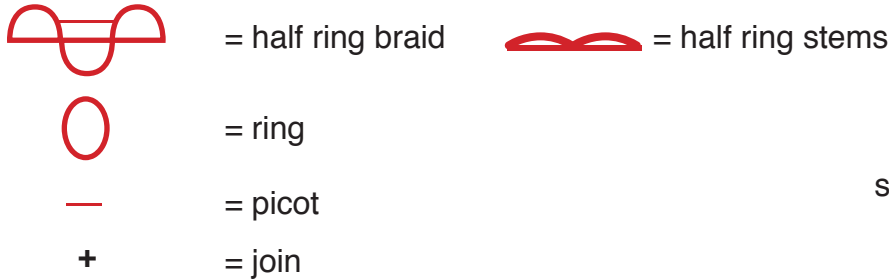 = half ring braid
= half ring stems
= ring
s
= picot
+ = join